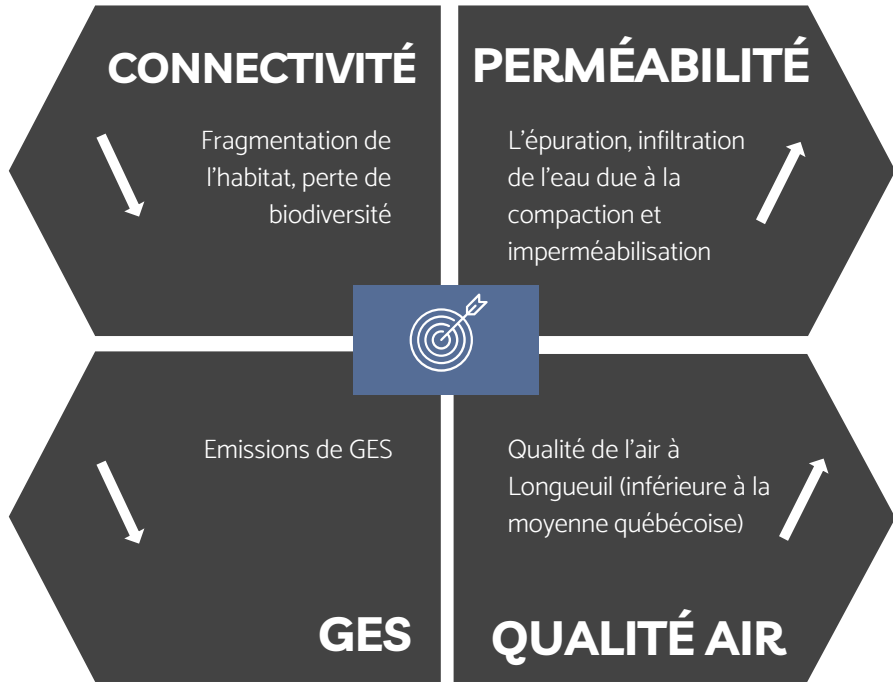 CONNECTIVITÉ
Fragmentation de
l'habitat, perte de
biodiversité
PERMÉABILITÉ
L'épuration, infiltration
de l'eau due à la
compaction et
imperméabilisation
Emissions de GES
GES
Qualité de l'air à
Longueuil (inférieure à la
moyenne québécoise)
QUALITÉ AIR